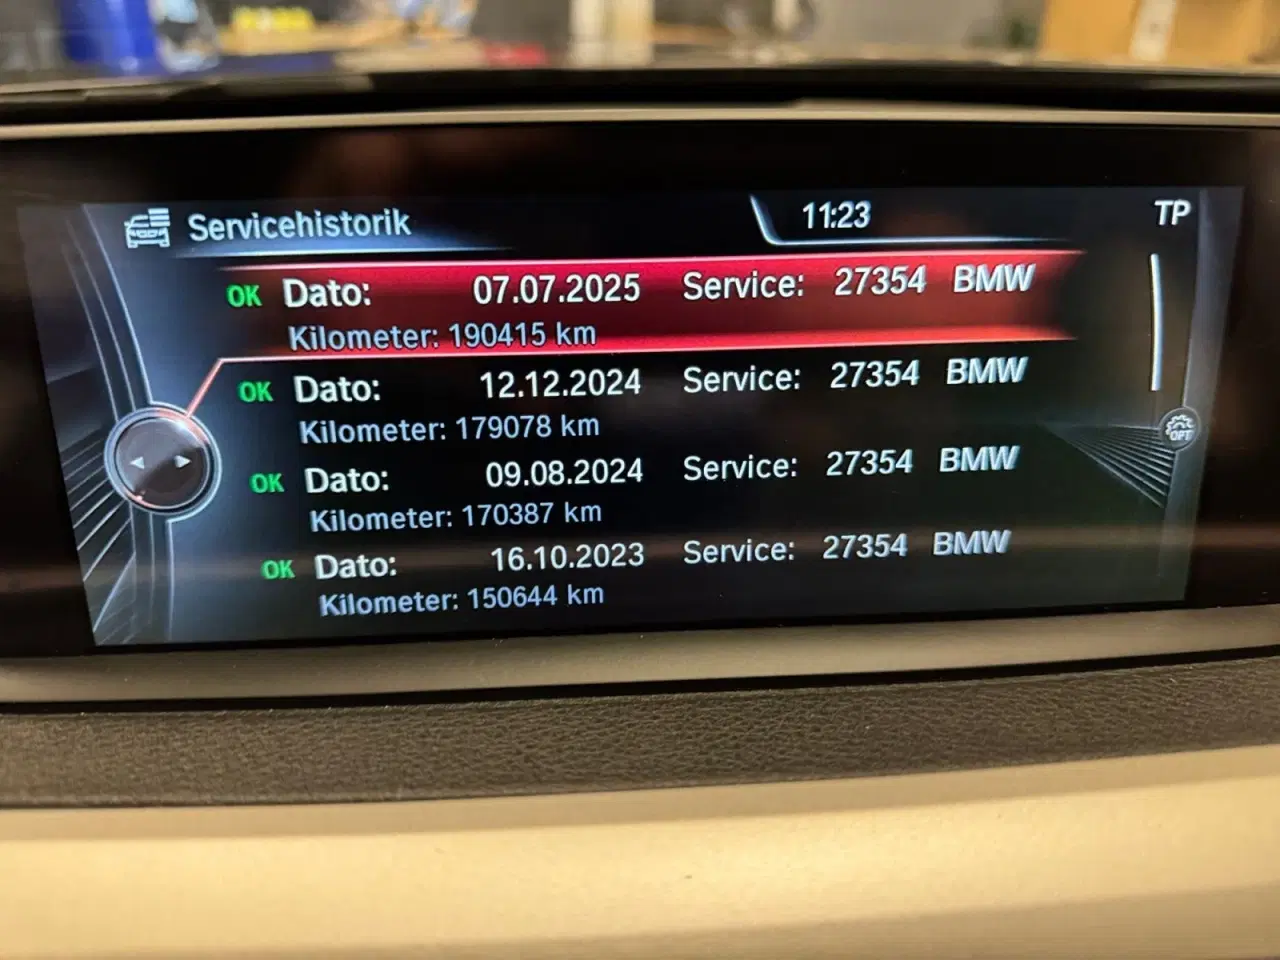 Servicehistorik 11:23 TP
OK Dato: 07.07.2025 Service: 27354 BMW
Kilometer: 190415 km
OK Dato: 12.12.2024 Service: 27354 BMW
Kilometer: 179078 km
OK Dato: 09.08.2024 Service: 27354 BMW
Kilometer: 170387 km
OPT
OK Dato: 16.10.2023 Service: 27354 BMW
Kilometer: 150644 km